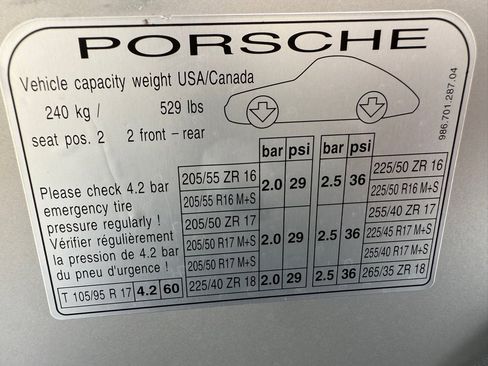 PORSCHE
Vehicle capacity weight USA/Canada
240 kg / 529 lbs
seat pos. 2 2 front – rear
986.701.287.04
bar psi bar psi
Please check 4.2 bar
emergency tire
pressure regularly !
Vérifier régulièrement
la pression de 4.2 bar
du pneu d'urgence !
T 105/95 R 17 4.2 60
205/55 ZR 16 2.0 29 2.5 36 225/50 ZR 16
205/55 R16 M+S 225/50 R16 M+S
205/50 ZR 17 2.0 29 2.5 36 255/40 ZR 17
205/50 R17 M+S 225/45 R17 M+S
205/50 R17 M+S 255/40 R17 M+S
225/40 ZR 18 2.0 29 2.5 36 265/35 ZR 18